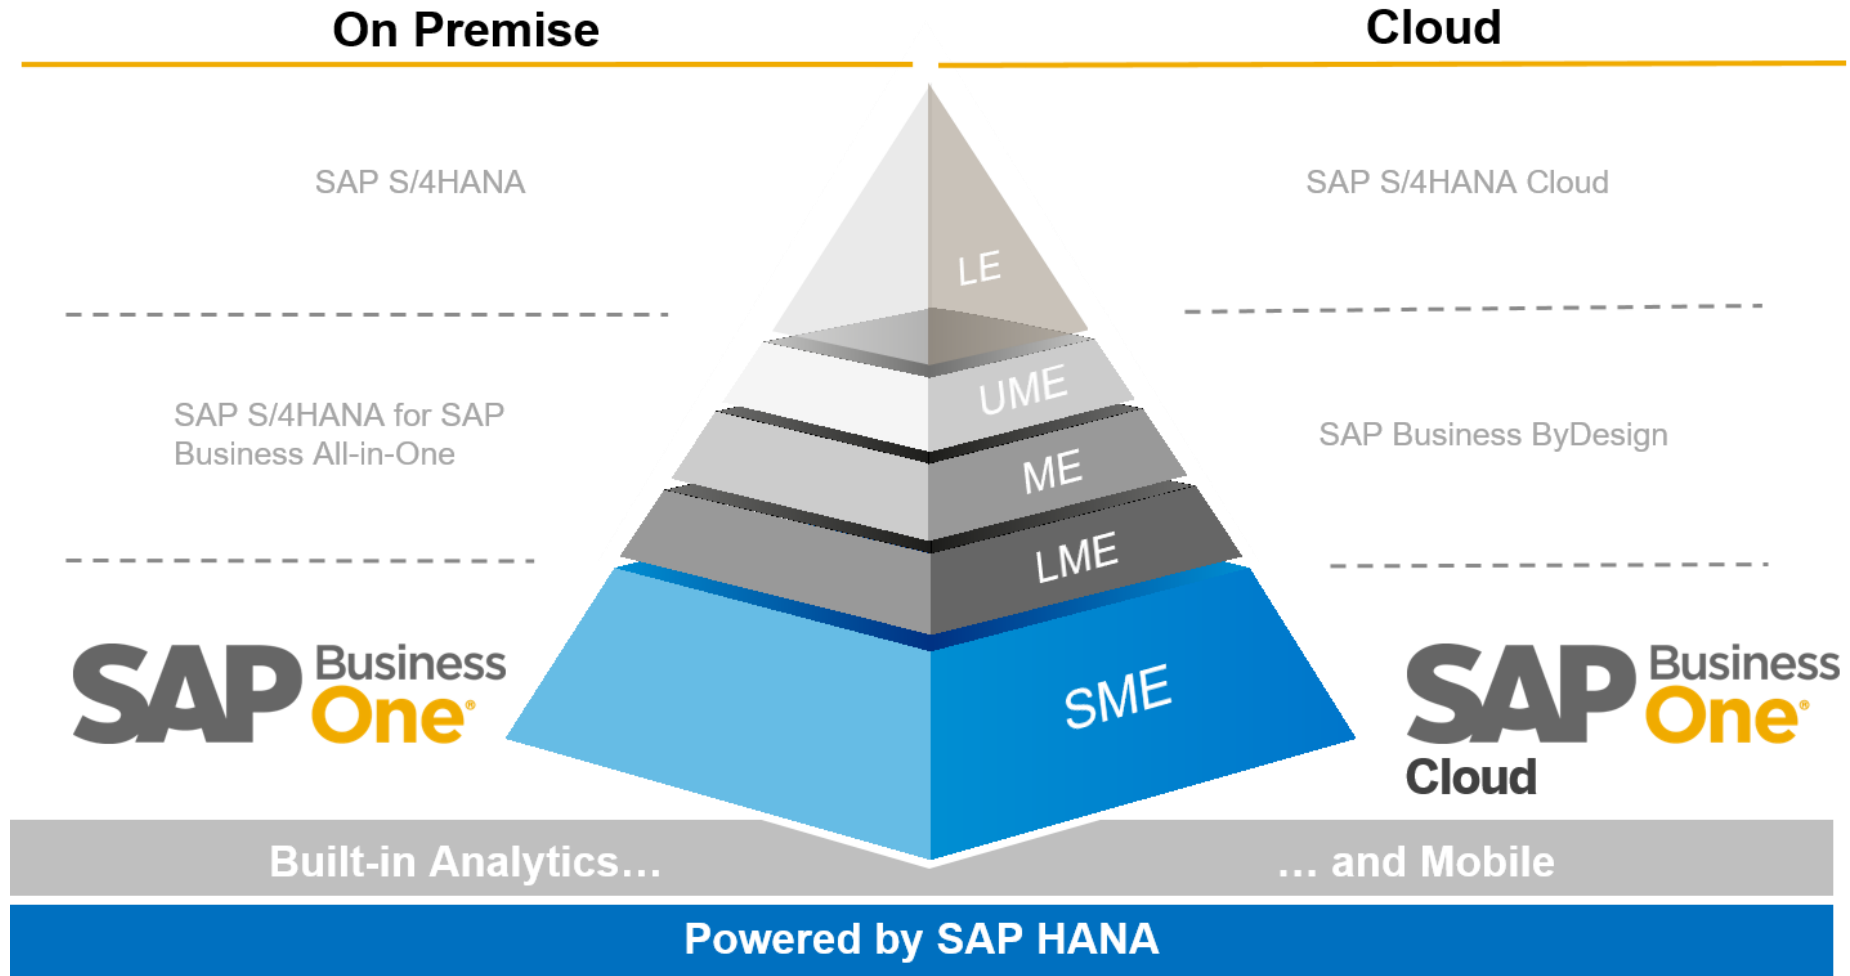 On Premise
Cloud
SAP S/4HANA
SAP S/4HANA Cloud
LE
UME
SAP S/4HANA for SAP
Business All-in-One
SAP Business ByDesign
ME
LME
SAP Business
One®
SME
SAP Business
One®
Cloud
Built-in Analytics…
… and Mobile
Powered by SAP HANA